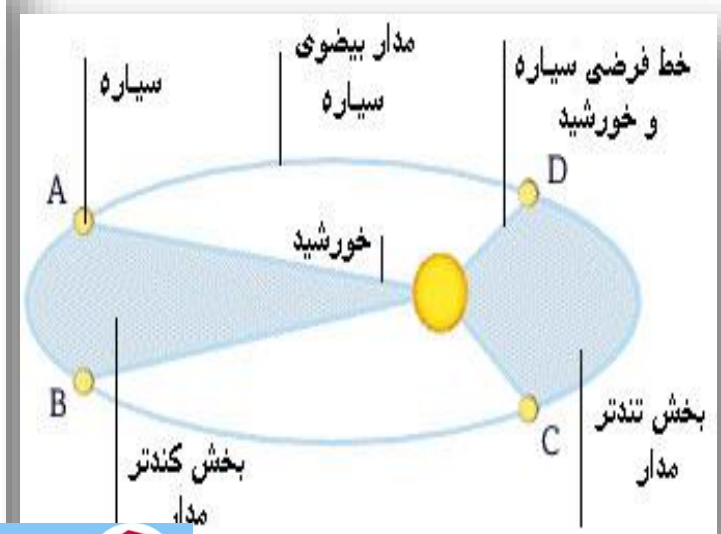 سیاره
مدار بیضوی
سیاره
خط فرضی سیاره
و خورشید
A
D
خورشید
B
C
بخش کندتر
مدار
بخش تندتر
مدار